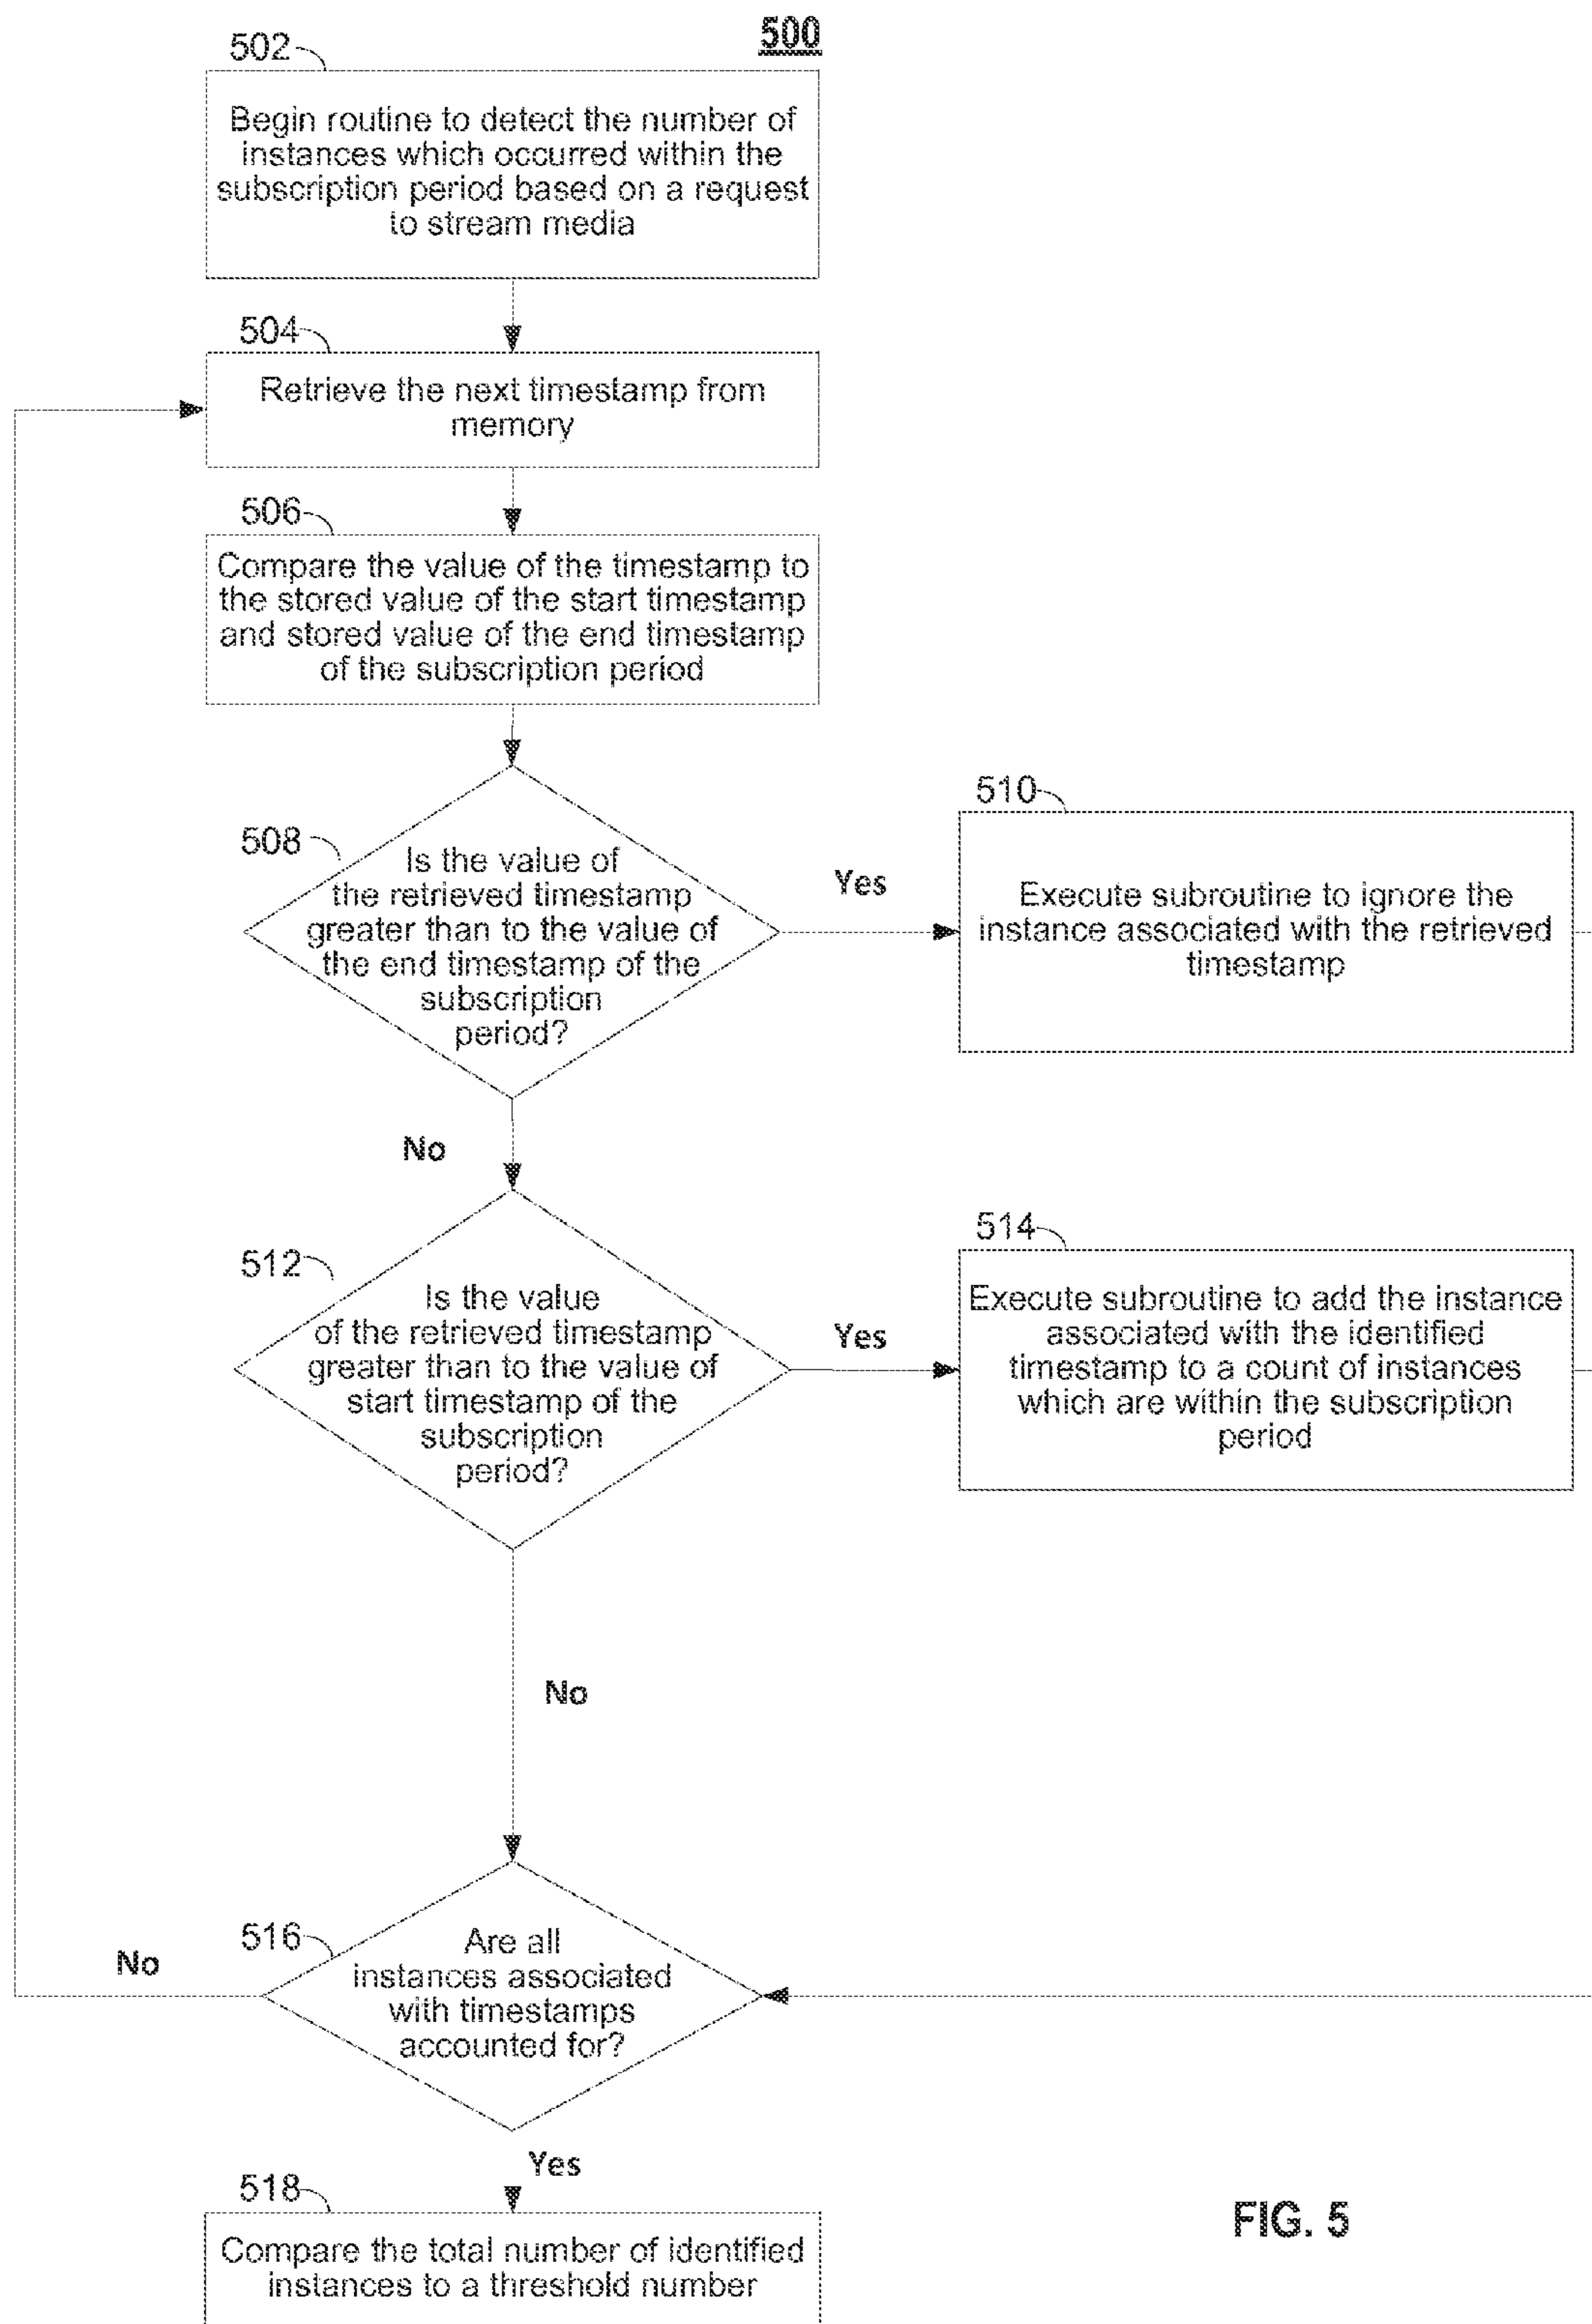 500
502
Begin routine to detect the number of
instances which occurred within the
subscription period based on a request
to stream media
504
Retrieve the next timestamp from
memory
506
Compare the value of the timestamp to
the stored value of the start timestamp
and stored value of the end timestamp
of the subscription period
508
Is the value of
the retrieved timestamp
greater than to the value of
the end timestamp of the
subscription
period?
Yes
510
Execute subroutine to ignore the
instance associated with the retrieved
timestamp
No
512
Is the value
of the retrieved timestamp
greater than to the value of
start timestamp of the
subscription
period?
Yes
514
Execute subroutine to add the instance
associated with the identified
timestamp to a count of instances
which are within the subscription
period
No
516
Are all
instances associated
with timestamps
accounted for?
No
Yes
518
Compare the total number of identified
instances to a threshold number
FIG. 5